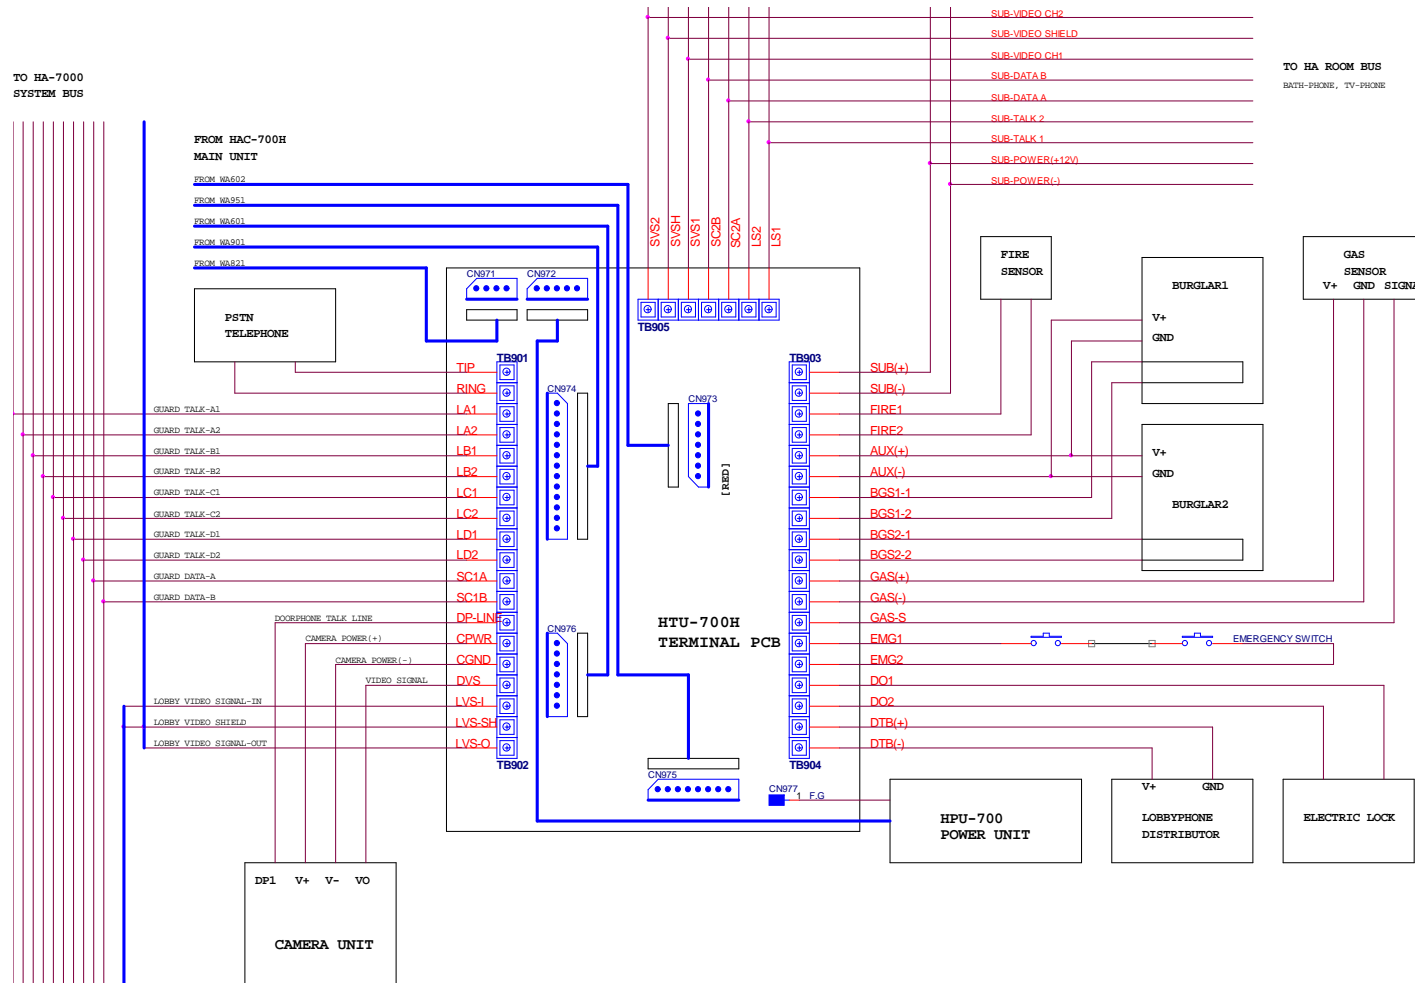 SUB-VIDEO CH2
SUB-VIDEO SHIELD
SUB-VIDEO CH1
SUB-DATA B
SUB-DATA A
SUB-TALK 2
SUB-TALK 1
SUB-POWER(+12V)
SUB-POWER(-)
TO HA ROOM BUS
BATH-PHONE, TV-PHONE
TO HA-7000
SYSTEM BUS
FROM HAC-700H
MAIN UNIT
FROM WA602
FROM WA951
FROM WA601
FROM WA901
FROM WA821
SVS2
SVSH
SVS1
SC2B
SC2A
LS2
LS1
TB905
CN971
CN972
PSTN
TELEPHONE
TB901
TIP
RING
LA1
LA2
LB1
LB2
LC1
LC2
LD1
LD2
SC1A
SC1B
DP-LINE
CPWR
CGND
DVS
LVS-I
LVS-SH
LVS-O
TB902
GUARD TALK-A1
GUARD TALK-A2
GUARD TALK-B1
GUARD TALK-B2
GUARD TALK-C1
GUARD TALK-C2
GUARD TALK-D1
GUARD TALK-D2
GUARD DATA-A
GUARD DATA-B
DOORPHONE TALK LINE
CAMERA POWER(+)
CAMERA POWER(-)
VIDEO SIGNAL
LOBBY VIDEO SIGNAL-IN
LOBBY VIDEO SHIELD
LOBBY VIDEO SIGNAL-OUT
CN974
CN973
[RED]
CN976
HTU-700H
TERMINAL PCB
CN975
CN977
1 F.G
TB903
SUB(+)
SUB(-)
FIRE1
FIRE2
AUX(+)
AUX(-)
BGS1-1
BGS1-2
BGS2-1
BGS2-2
GAS(+)
GAS(-)
GAS-S
EMG1
EMG2
DO1
DO2
DTB(+)
DTB(-)
TB904
FIRE
SENSOR
BURGLAR1
V+
GND
V+
GND
BURGLAR2
GAS
SENSOR
V+ GND SIGNA
EMERGENCY SWITCH
HPU-700
POWER UNIT
V+ GND
LOBBYPHONE
DISTRIBUTOR
ELECTRIC LOCK
DP1 V+ V- VO
CAMERA UNIT